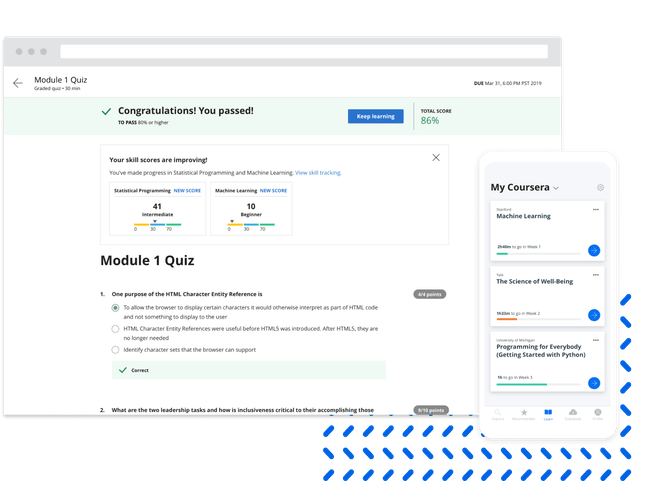 Module 1 Quiz
Graded quiz • 30 min
DUE Mar 31, 6:00 PM PST 2019
Congratulations! You passed!
TO PASS 80% or higher
Keep learning
TOTAL SCORE
86%
Your skill scores are improving!
You've made progress in Statistical Programming and Machine Learning. View skill tracking.
Statistical Programming NEW SCORE
41
Intermediate
0 30 70
Machine Learning NEW SCORE
10
Beginner
0 30 70
Module 1 Quiz
1. One purpose of the HTML Character Entity Reference is
4/4 points
To allow the browser to display certain characters it would otherwise interpret as part of HTML code
and not something to display to the user
HTML Character Entity References were useful before HTML5 was introduced. After HTML5, they are
no longer needed
Identify character sets that the browser can support
Correct
2. What are the two leadership tasks and how is inclusiveness critical to their accomplishing those
9/10 points
My Coursera
Stanford
Machine Learning
2h40m to go in Week 1
Yale
The Science of Well-Being
1h32m to go in Week 2
University of Michigan
Programming for Everybody
(Getting Started with Python)
1h to go in Week 3
Learn